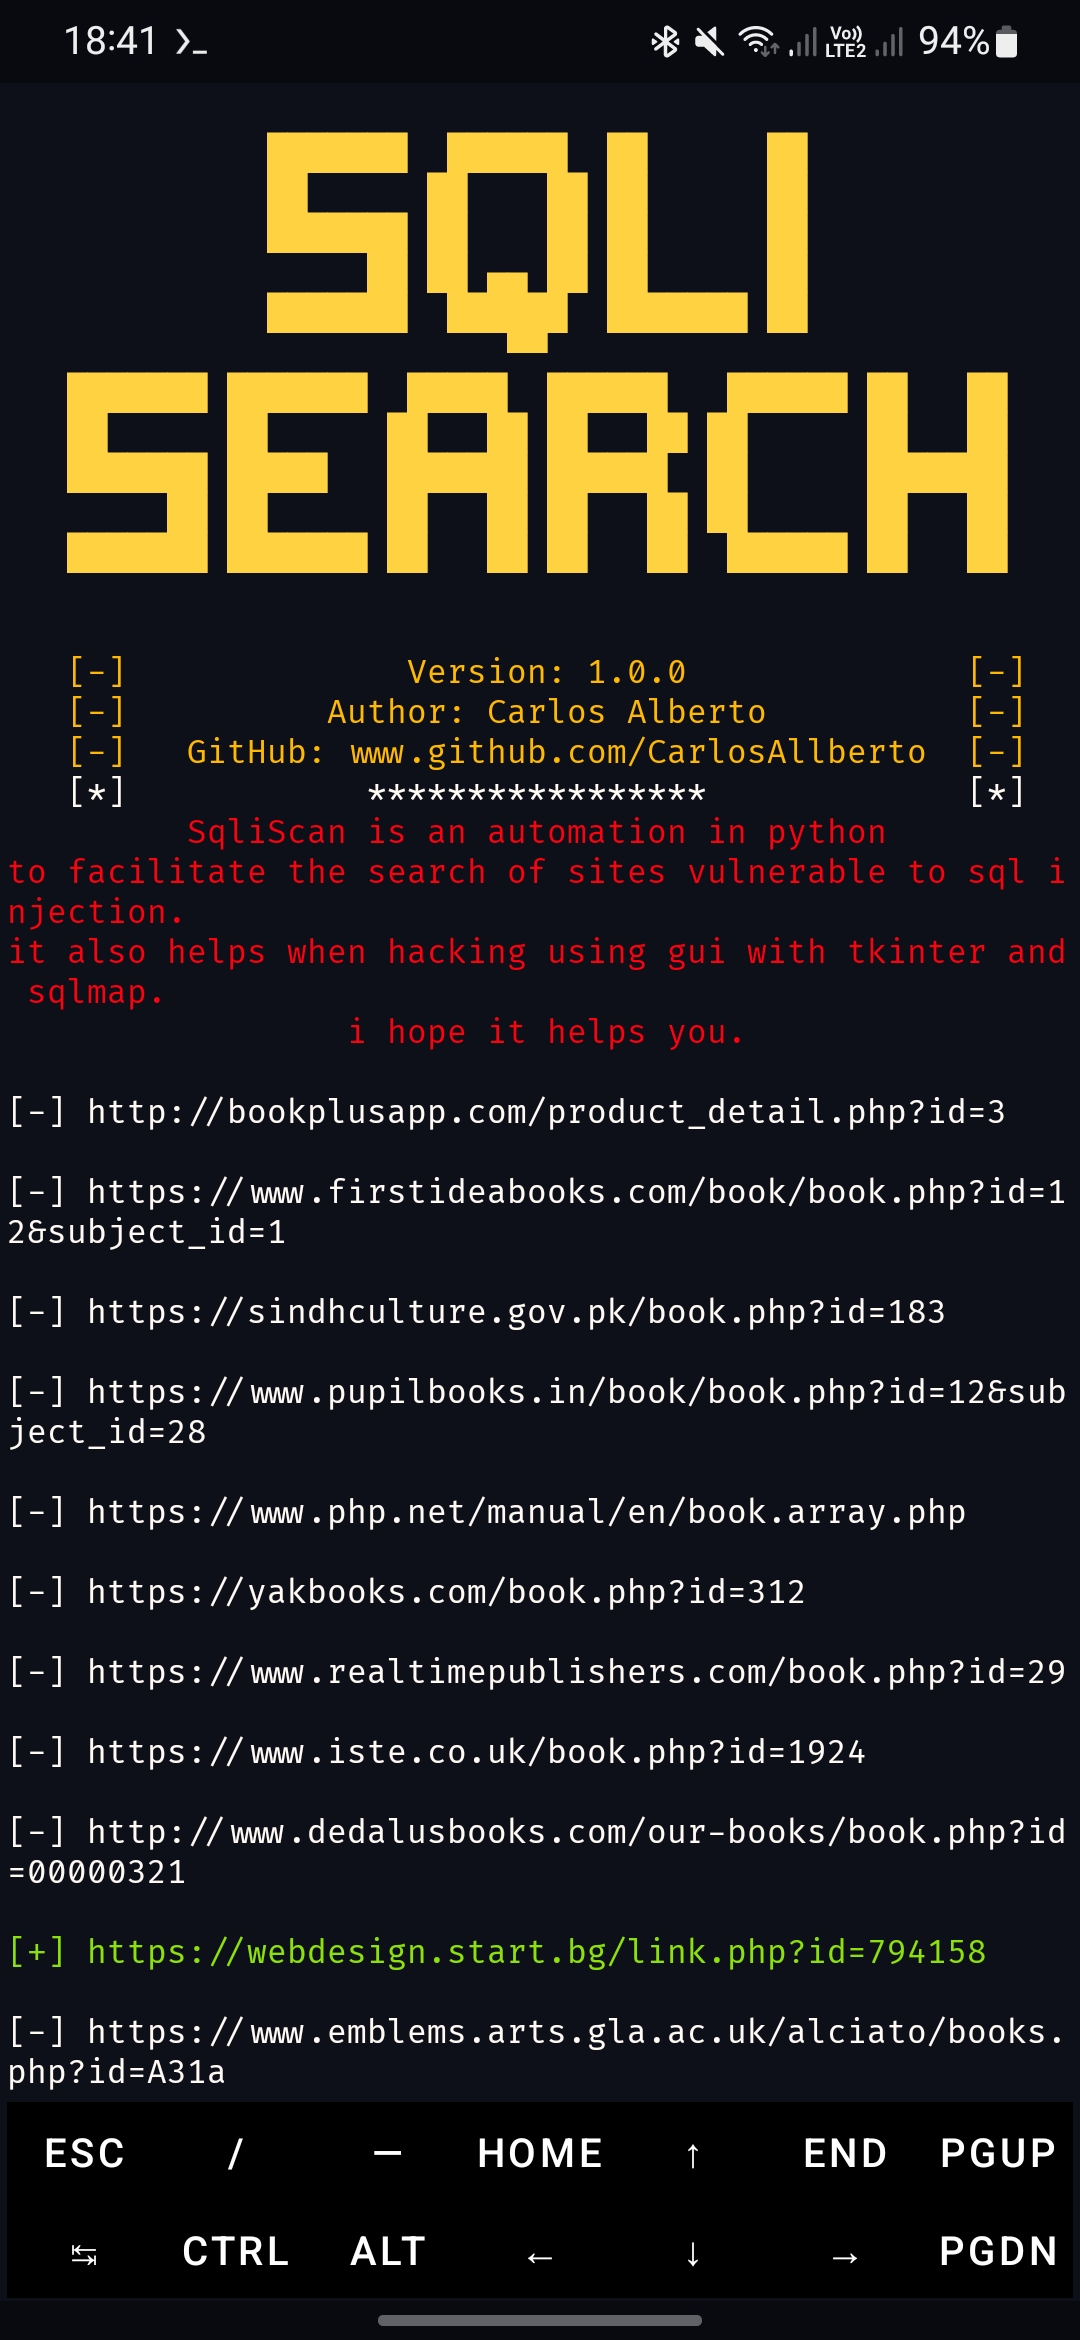 18:41 Vo)) LTE2 94%
SQLI
SEARCH
[-] Version: 1.0.0 [-]
[-] Author: Carlos Alberto [-]
[-] GitHub: www.github.com/CarlosAllberto [-]
[*] ***************** [*]
SqliScan is an automation in python
to facilitate the search of sites vulnerable to sql i
njection.
it also helps when hacking using gui with tkinter and
sqlmap.
i hope it helps you.
[-] http://bookplusapp.com/product_detail.php?id=3
[-] https://www.firstideabooks.com/book/book.php?id=1
2&subject_id=1
[-] https://sindhculture.gov.pk/book.php?id=183
[-] https://www.pupilbooks.in/book/book.php?id=12&sub
ject_id=28
[-] https://www.php.net/manual/en/book.array.php
[-] https://yakbooks.com/book.php?id=312
[-] https://www.realtimepublishers.com/book.php?id=29
[-] https://www.iste.co.uk/book.php?id=1924
[-] http://www.dedalusbooks.com/our-books/book.php?id
=00000321
[+] https://webdesign.start.bg/link.php?id=794158
[-] https://www.emblems.arts.gla.ac.uk/alciato/books.
php?id=A31a
ESC / — HOME ↑ END PGUP
↹ CTRL ALT ← ↓ → PGDN